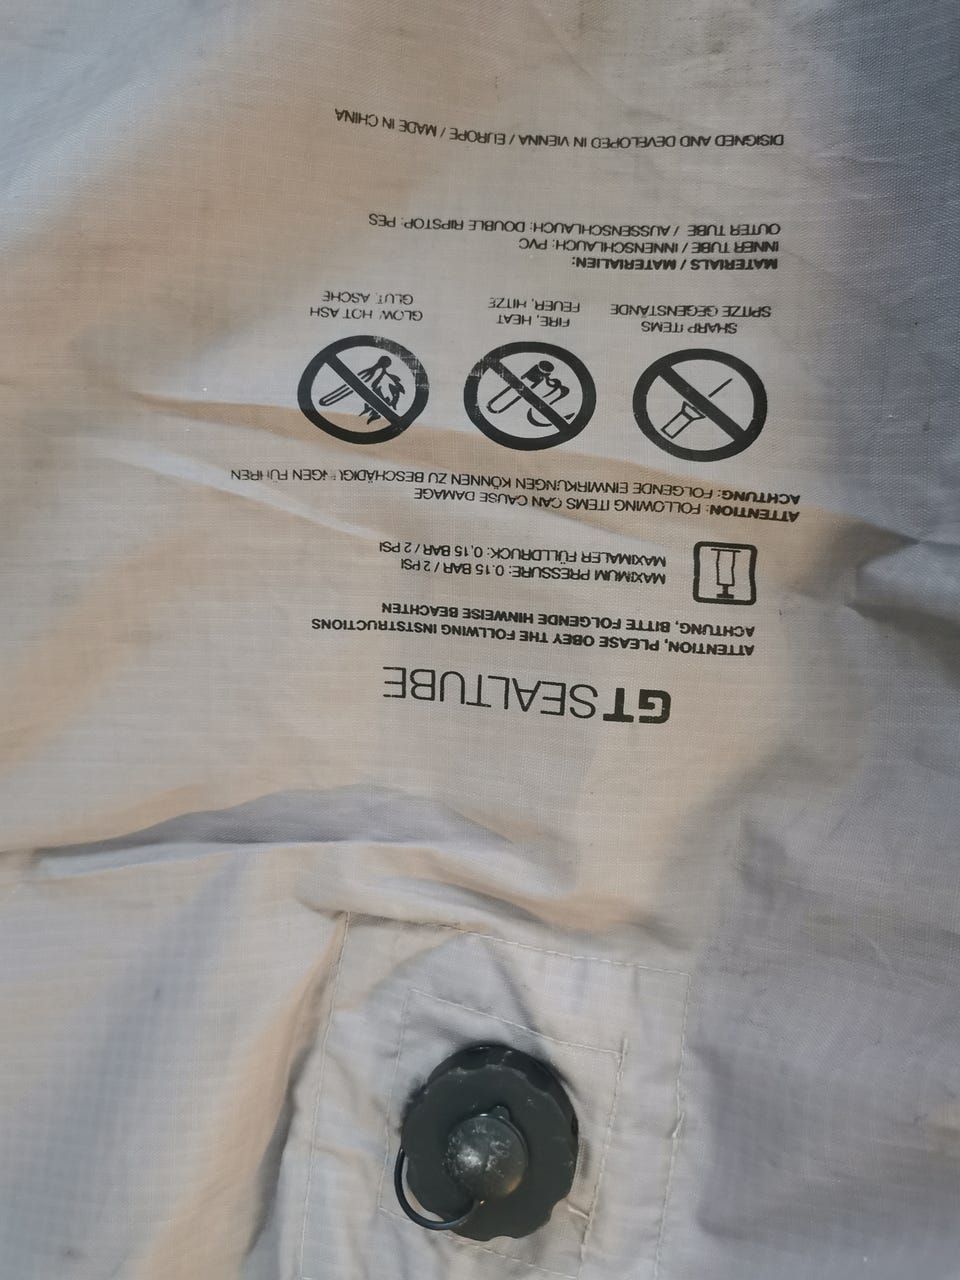 GT SEALTUBE
ATTENTION, PLEASE OBEY THE FOLLWING INSTSTRUCTIONS
ACHTUNG, BITTE FOLGENDE HINWEISE BEACHTEN
MAXIMUM PRESSURE: 0.15 BAR / 2 PSI
MAXIMALER FÜLLDRUCK: 0,15 BAR / 2 PSI
ATTENTION: FOLLOWING ITEMS CAN CAUSE DAMAGE
ACHTUNG: FOLGENDE EINWIRKUNGEN KÖNNEN ZU BESCHÄDIGUNGEN FÜHREN
SHARP ITEMS
SPITZE GEGENSTÄNDE
FIRE, HEAT
FEUER, HITZE
GLOW, HOT ASH
GLUT, ASCHE
MATERIALS / MATERIALIEN:
INNER TUBE / INNENSCHLAUCH: PVC
OUTER TUBE / AUSSENSCHLAUCH: DOUBLE RIPSTOP: PES
DISIGNED AND DEVELOPED IN VIENNA / EUROPE / MADE IN CHINA